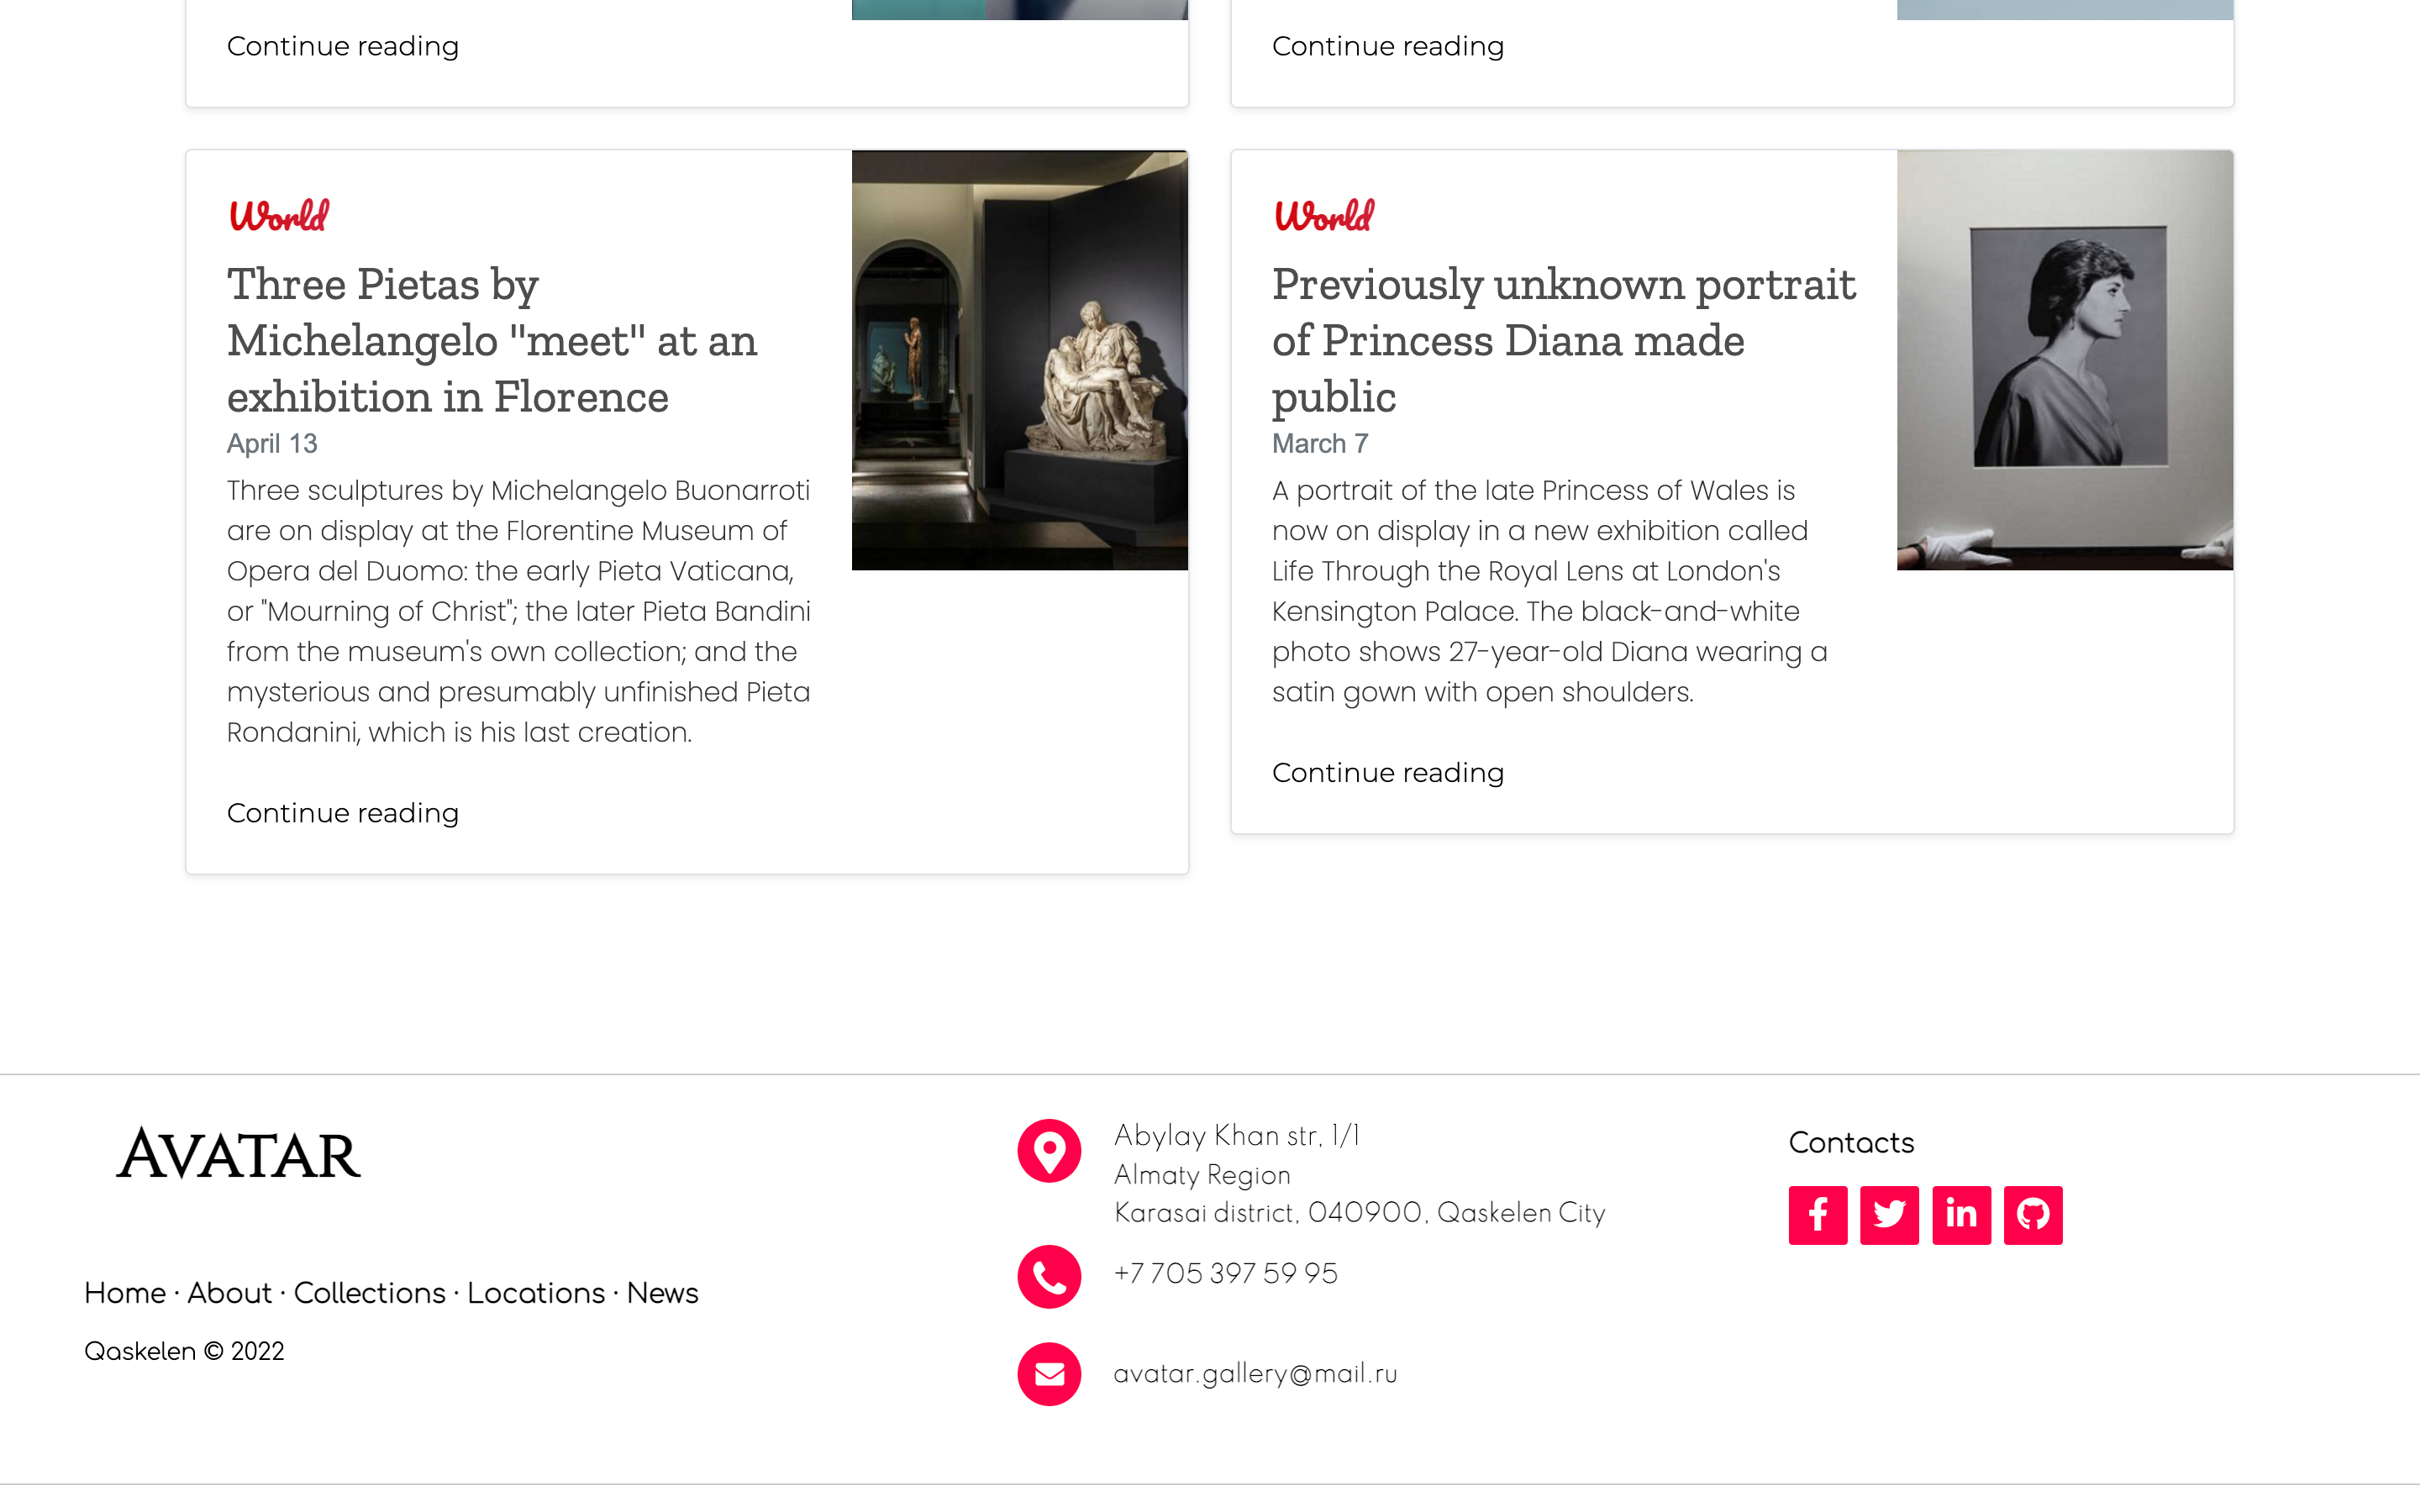 Continue reading
Continue reading
World
Three Pietas by
Michelangelo "meet" at an
exhibition in Florence
April 13
Three sculptures by Michelangelo Buonarroti
are on display at the Florentine Museum of
Opera del Duomo: the early Pieta Vaticana,
or "Mourning of Christ"; the later Pieta Bandini
from the museum's own collection; and the
mysterious and presumably unfinished Pieta
Rondanini, which is his last creation.
Continue reading
World
Previously unknown portrait
of Princess Diana made
public
March 7
A portrait of the late Princess of Wales is
now on display in a new exhibition called
Life Through the Royal Lens at London's
Kensington Palace. The black-and-white
photo shows 27-year-old Diana wearing a
satin gown with open shoulders.
Continue reading
AVATAR
Home · About · Collections · Locations · News
Qaskelen © 2022
Abylay Khan str, 1/1
Almaty Region
Karasai district, 040900, Qaskelen City
+7 705 397 59 95
avatar.gallery@mail.ru
Contacts